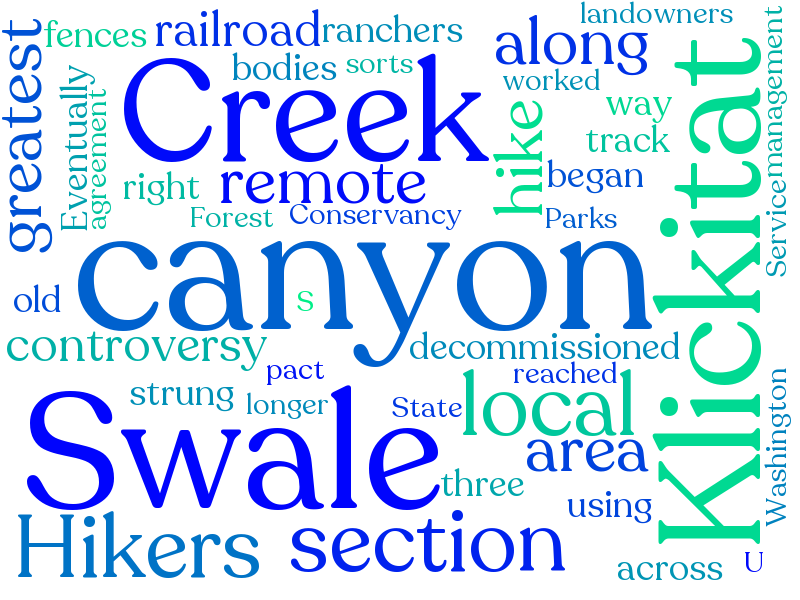 landowners
fences
railroad
ranchers
along
greatest
bodies
sorts
worked
management
Eventually
agreement
Creek
hike
way
track
Klickitat
right
remote
began
Forest
Conservancy
Parks
Service
canyon
old
s
controversy
decommissioned
pact
reached
strung
longer
State
local
Washington
Swale
area
three
using
Hikers
section
across
U